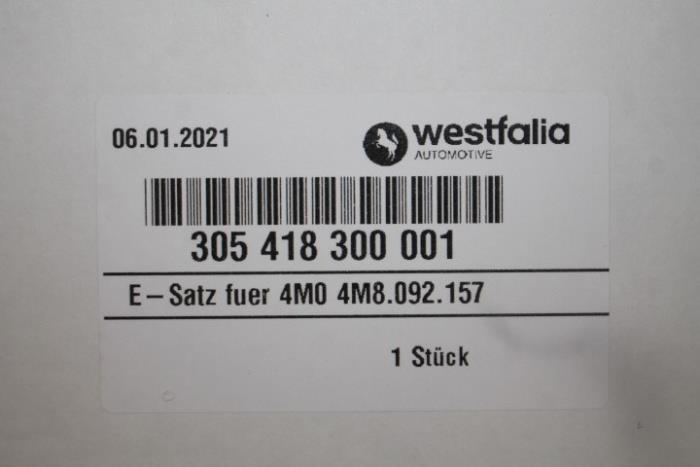 06.01.2021
westfalia
AUTOMOTIVE
305 418 300 001
E-Satz fuer 4M0 4M8.092.157
1 Stück